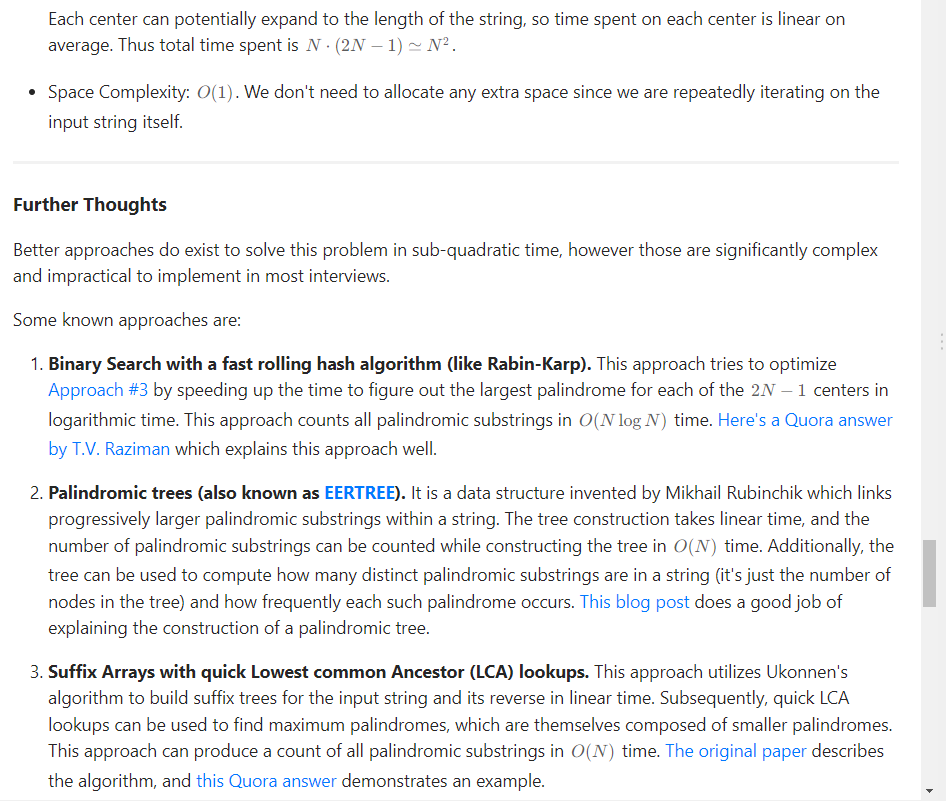 Each center can potentially expand to the length of the string, so time spent on each center is linear on
average. Thus total time spent is N · (2N − 1) ≃ N².
• Space Complexity: O(1). We don't need to allocate any extra space since we are repeatedly iterating on the
input string itself.
Further Thoughts
Better approaches do exist to solve this problem in sub-quadratic time, however those are significantly complex
and impractical to implement in most interviews.
Some known approaches are:
1. Binary Search with a fast rolling hash algorithm (like Rabin-Karp). This approach tries to optimize
Approach #3 by speeding up the time to figure out the largest palindrome for each of the 2N − 1 centers in
logarithmic time. This approach counts all palindromic substrings in O(N log N) time. Here's a Quora answer
by T.V. Raziman which explains this approach well.
2. Palindromic trees (also known as EERTREE). It is a data structure invented by Mikhail Rubinchik which links
progressively larger palindromic substrings within a string. The tree construction takes linear time, and the
number of palindromic substrings can be counted while constructing the tree in O(N) time. Additionally, the
tree can be used to compute how many distinct palindromic substrings are in a string (it's just the number of
nodes in the tree) and how frequently each such palindrome occurs. This blog post does a good job of
explaining the construction of a palindromic tree.
3. Suffix Arrays with quick Lowest common Ancestor (LCA) lookups. This approach utilizes Ukonnen's
algorithm to build suffix trees for the input string and its reverse in linear time. Subsequently, quick LCA
lookups can be used to find maximum palindromes, which are themselves composed of smaller palindromes.
This approach can produce a count of all palindromic substrings in O(N) time. The original paper describes
the algorithm, and this Quora answer demonstrates an example.